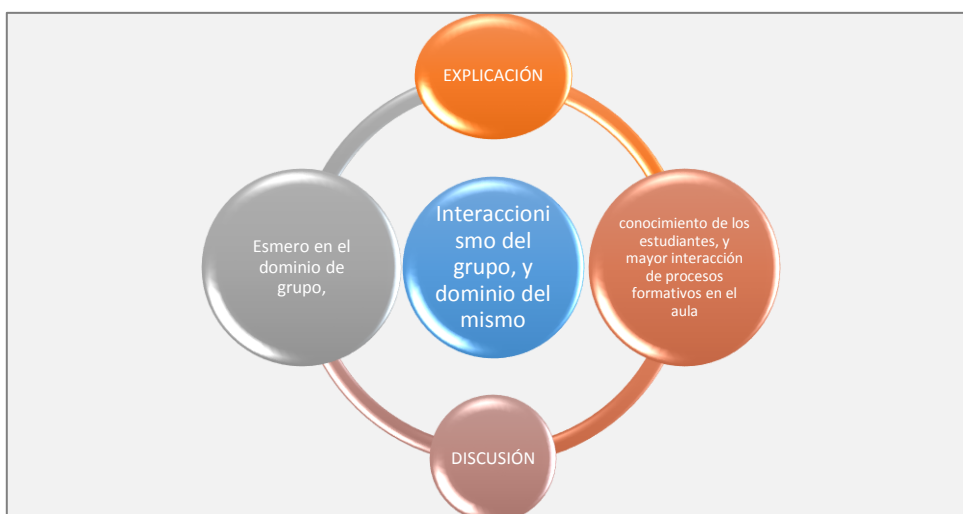 EXPLICACIÓN
Esmero en el
dominio de
grupo,
Interaccioni
smo del
grupo, y
dominio del
mismo
conocimiento de los
estudiantes, y
mayor interacción
de procesos
formativos en el
aula
DISCUSIÓN